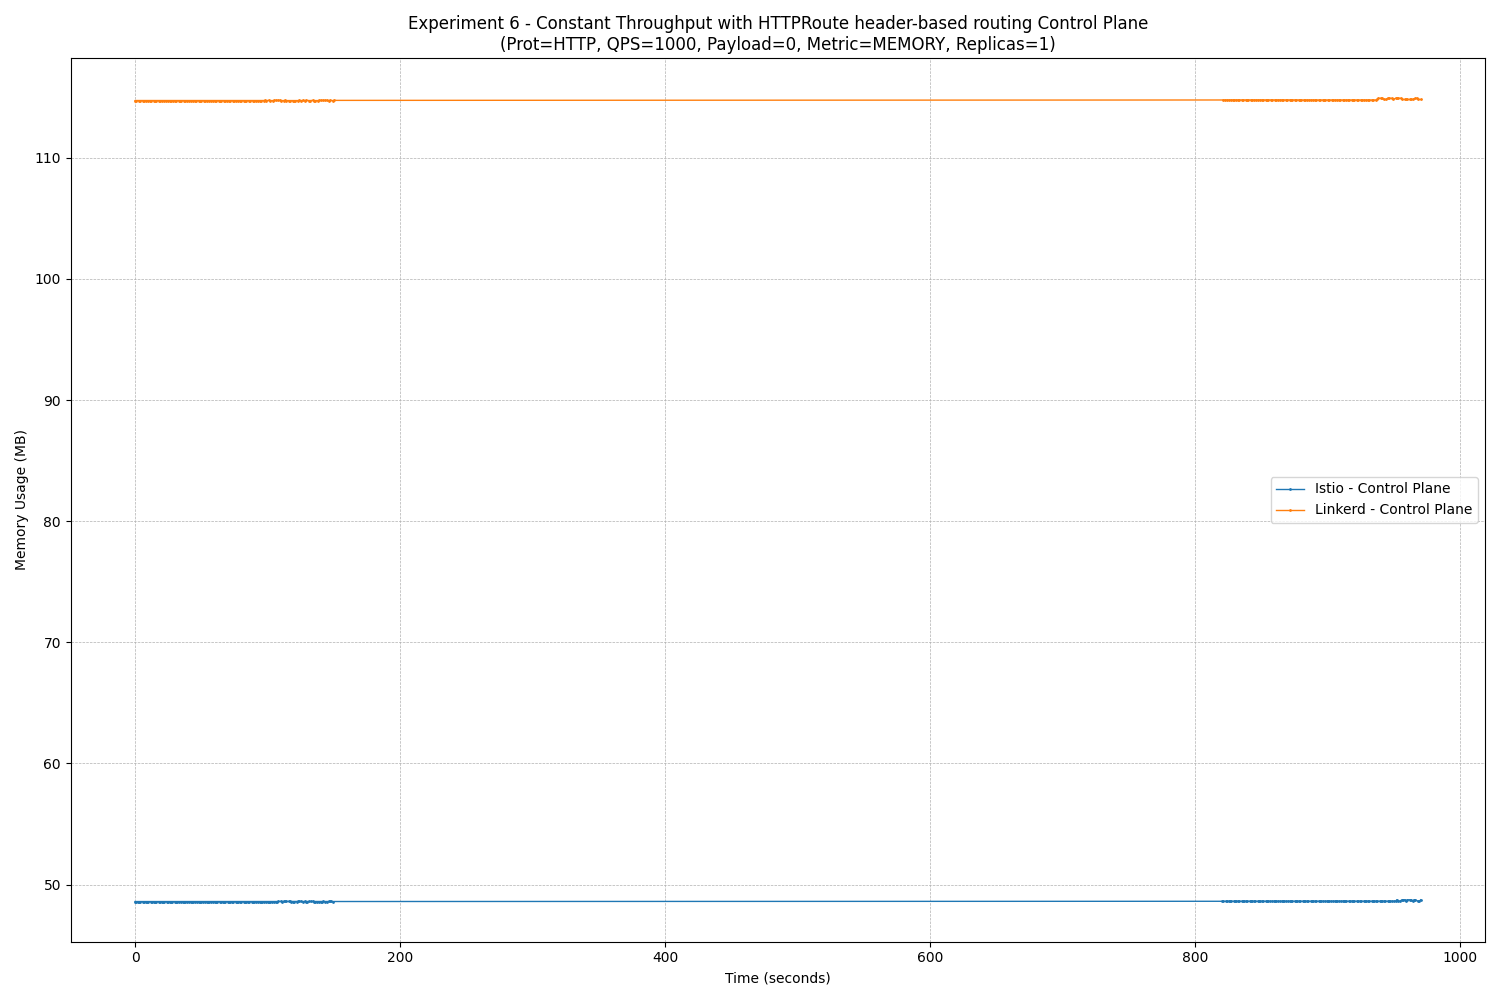 Experiment 6 - Constant Throughput with HTTPRoute header-based routing Control Plane
(Prot=HTTP, QPS=1000, Payload=0, Metric=MEMORY, Replicas=1)
110
100
90
80
70
60
50
Memory Usage (MB)
Istio - Control Plane
Linkerd - Control Plane
0 200 400 600 800 1000
Time (seconds)